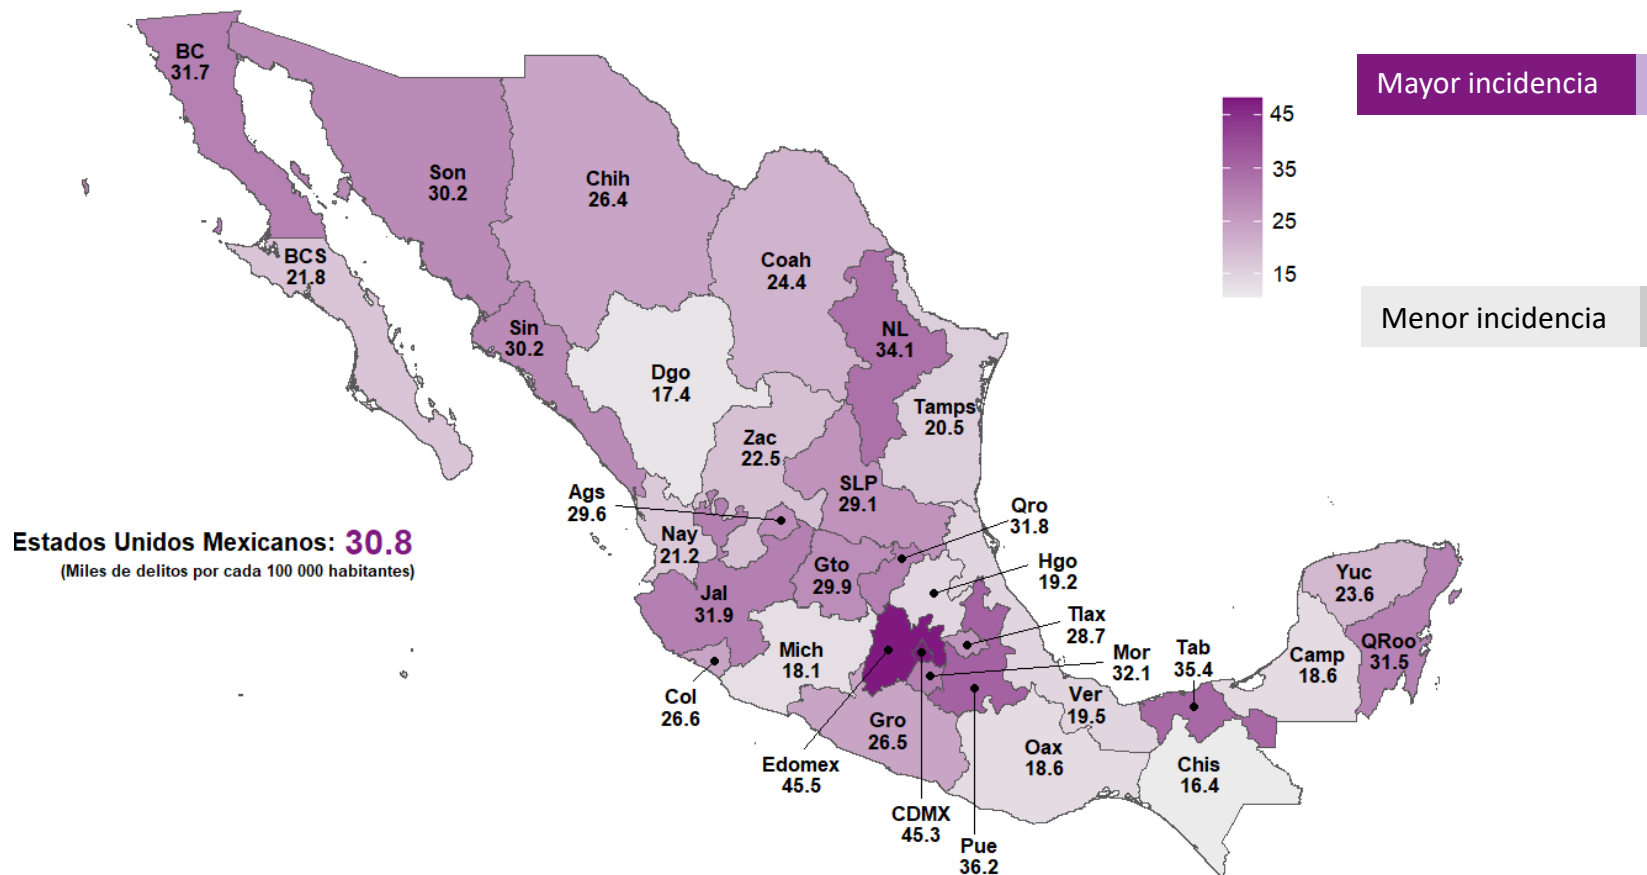 BC
31.7
Son
30.2
Chih
26.4
BCS
21.8
Coah
24.4
Sin
30.2
NL
34.1
Dgo
17.4
Tamps
20.5
Zac
22.5
SLP
29.1
Ags
29.6
Qro
31.8
Nay
21.2
Gto
29.9
Hgo
19.2
Jal
31.9
Tlax
28.7
Mich
18.1
Mor
32.1
Tab
35.4
Yuc
23.6
QRoo
31.5
Camp
18.6
Col
26.6
Ver
19.5
Gro
26.5
Oax
18.6
Chis
16.4
Edomex
45.5
CDMX
45.3
Pue
36.2
Estados Unidos Mexicanos: 30.8
(Miles de delitos por cada 100 000 habitantes)
45
35
25
15
Mayor incidencia
Menor incidencia